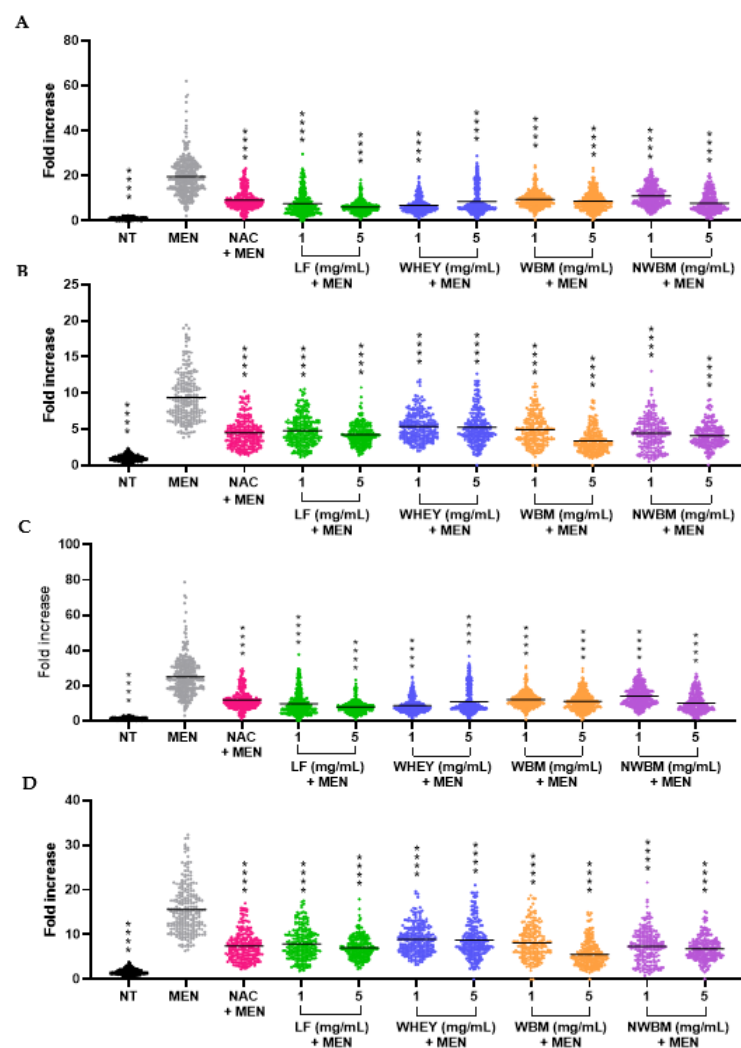 A
Fold increase
80
60
40
20
0
**** **** **** **** **** **** **** **** **** ****
NT MEN NAC + MEN 1 5 1 5 1 5 1 5
LF (mg/mL) + MEN WHEY (mg/mL) + MEN WBM (mg/mL) + MEN NWBM (mg/mL) + MEN
B
Fold increase
25
20
15
10
5
0
**** **** **** **** **** **** **** **** **** ****
NT MEN NAC + MEN 1 5 1 5 1 5 1 5
LF (mg/mL) + MEN WHEY (mg/mL) + MEN WBM (mg/mL) + MEN NWBM (mg/mL) + MEN
C
Fold increase
100
80
60
40
20
0
**** **** **** **** **** **** **** **** **** ****
NT MEN NAC + MEN 1 5 1 5 1 5 1 5
LF (mg/mL) + MEN WHEY (mg/mL) + MEN WBM (mg/mL) + MEN NWBM (mg/mL) + MEN
D
Fold increase
40
30
20
10
0
**** **** **** **** **** **** **** **** **** ****
NT MEN NAC + MEN 1 5 1 5 1 5 1 5
LF (mg/mL) + MEN WHEY (mg/mL) + MEN WBM (mg/mL) + MEN NWBM (mg/mL) + MEN